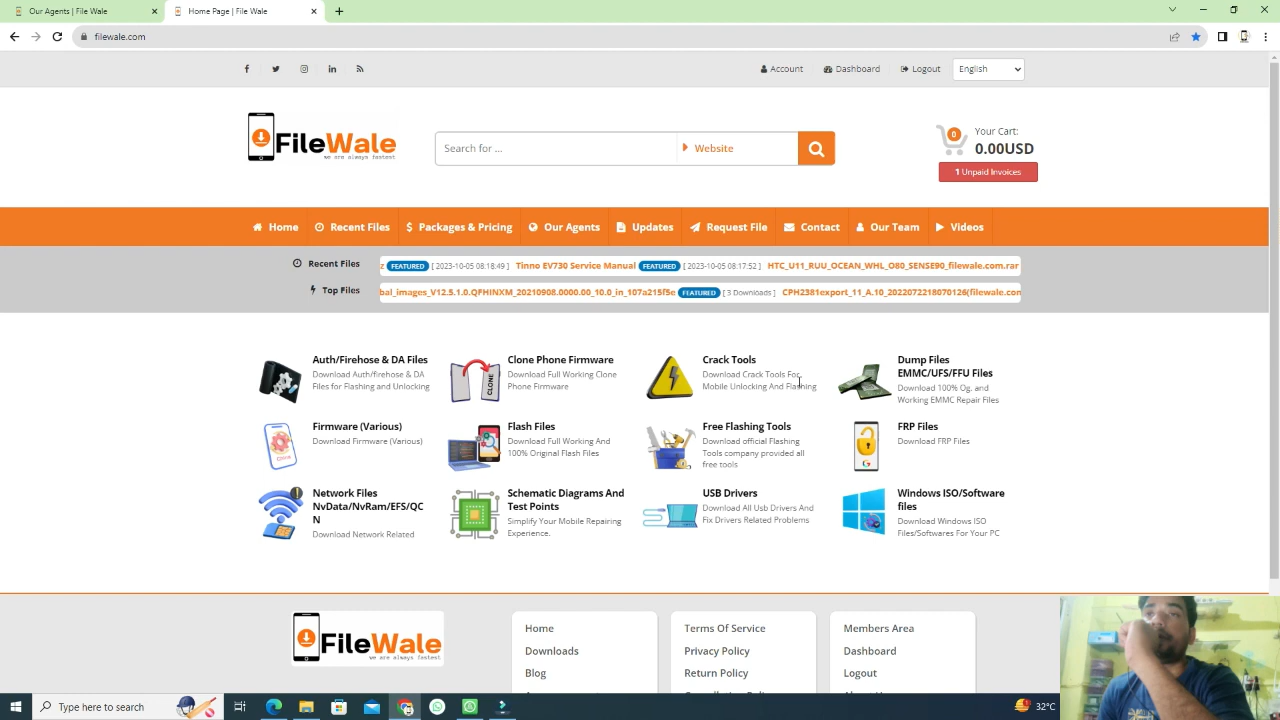 Our Agents | File Wale
Home Page | File Wale
filewale.com
Account
Dashboard
Logout
English
FileWale
we are always fastest
Search for ...
Website
0
Your Cart:
0.00USD
1 Unpaid Invoices
Home
Recent Files
Packages & Pricing
Our Agents
Updates
Request File
Contact
Our Team
Videos
Recent Files
z FEATURED [ 2023-10-05 08:18:49 ] Tinno EV730 Service Manual FEATURED [ 2023-10-05 08:17:52 ] HTC_U11_RUU_OCEAN_WHL_O80_SENSE90_filewale.com.rar
Top Files
bal_images_V12.5.1.0.QFHINXM_20210908.0000.00_10.0_in_107a215f5e FEATURED [ 3 Downloads ] CPH2381export_11_A.10_2022072218070126(filewale.con
Auth/Firehose & DA Files
Download Auth/firehose & DA
Files for Flashing and Unlocking
Clone Phone Firmware
Download Full Working Clone
Phone Firmware
CLONE
Crack Tools
Download Crack Tools For
Mobile Unlocking And Flashing
Dump Files
EMMC/UFS/FFU Files
Download 100% Og. and
Working EMMC Repair Files
Firmware (Various)
Download Firmware (Various)
Flash Files
Download Full Working And
100% Original Flash Files
Free Flashing Tools
Download official Flashing
Tools company provided all
free tools
FRP Files
Download FRP Files
G
Network Files
NvData/NvRam/EFS/QC
N
Download Network Related
Schematic Diagrams And
Test Points
Simplify Your Mobile Repairing
Experience.
USB Drivers
Download All Usb Drivers And
Fix Drivers Related Problems
Windows ISO/Software
files
Download Windows ISO
Files/Softwares For Your PC
FileWale
we are always fastest
Home
Downloads
Blog
Terms Of Service
Privacy Policy
Return Policy
Members Area
Dashboard
Logout
Type here to search
32°C